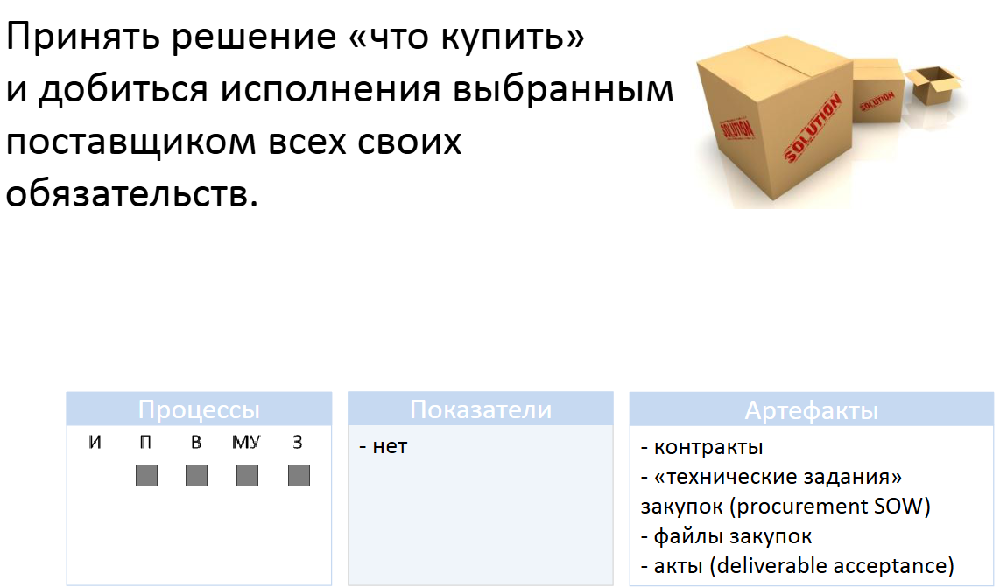 Принять решение «что купить»
и добиться исполнения выбранным
поставщиком всех своих
обязательств.
SOLUTION
SOLUTION
SOLUTION
Процессы
И П В МУ З
Показатели
- нет
Артефакты
- контракты
- «технические задания»
закупок (procurement SOW)
- файлы закупок
- акты (deliverable acceptance)